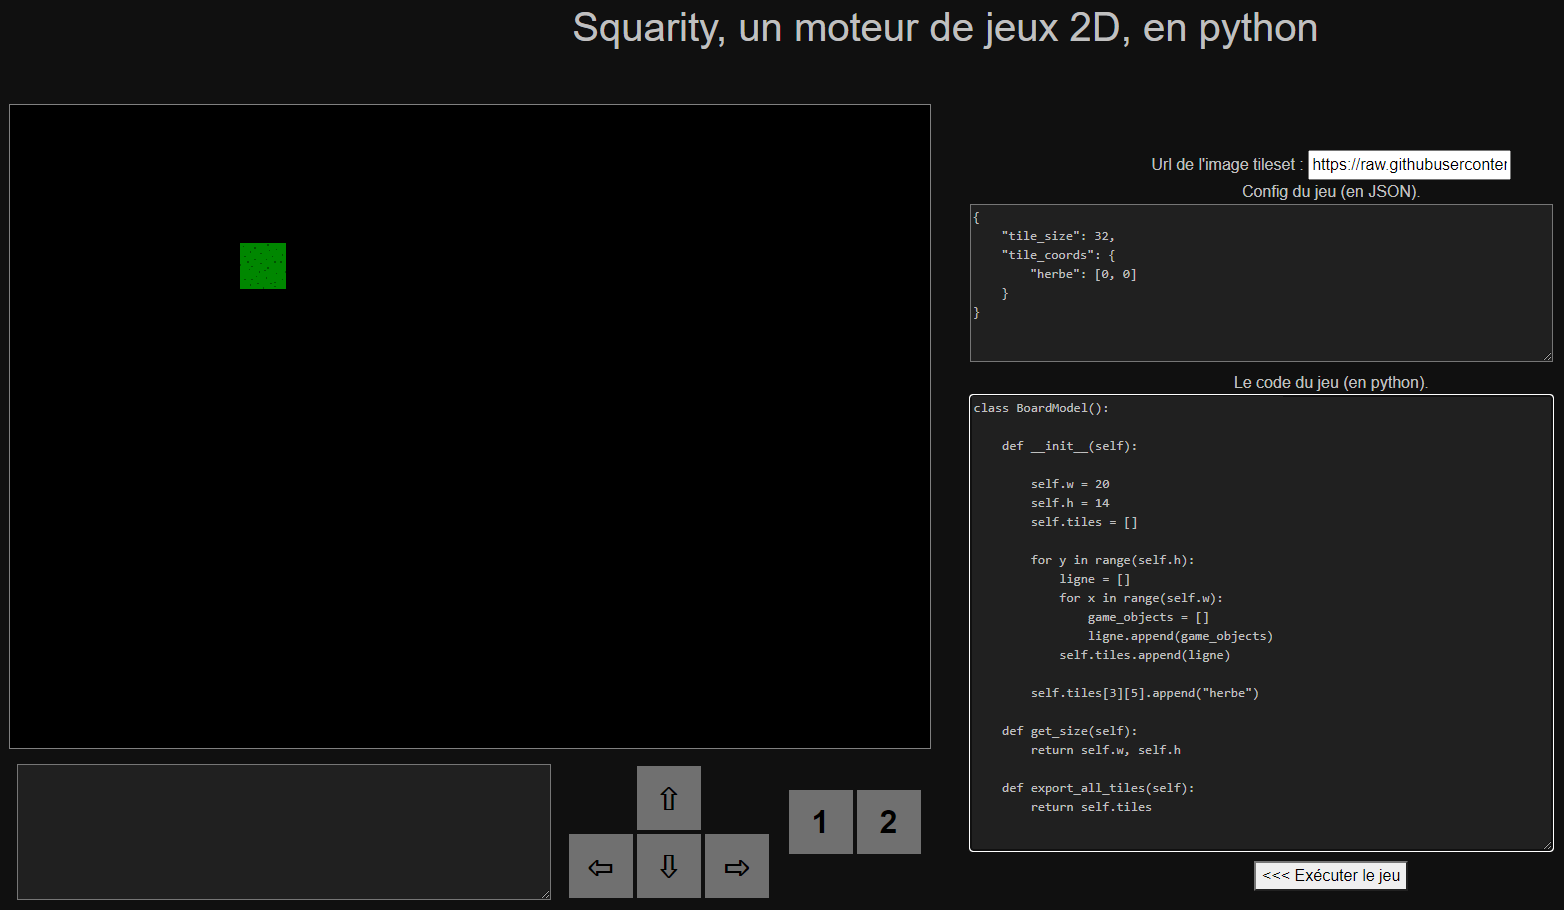 Squarity, un moteur de jeux 2D, en python
Url de l'image tileset :
https://raw.githubuserconter
Config du jeu (en JSON).
{
    "tile_size": 32,
    "tile_coords": {
        "herbe": [0, 0]
    }
}
Le code du jeu (en python).
class BoardModel():
    def __init__(self):
        self.w = 20
        self.h = 14
        self.tiles = []
        for y in range(self.h):
            ligne = []
            for x in range(self.w):
                game_objects = []
                ligne.append(game_objects)
            self.tiles.append(ligne)
        self.tiles[3][5].append("herbe")
    def get_size(self):
        return self.w, self.h
    def export_all_tiles(self):
        return self.tiles
⇧
⇦ ⇩ ⇨
1 2
<<< Exécuter le jeu